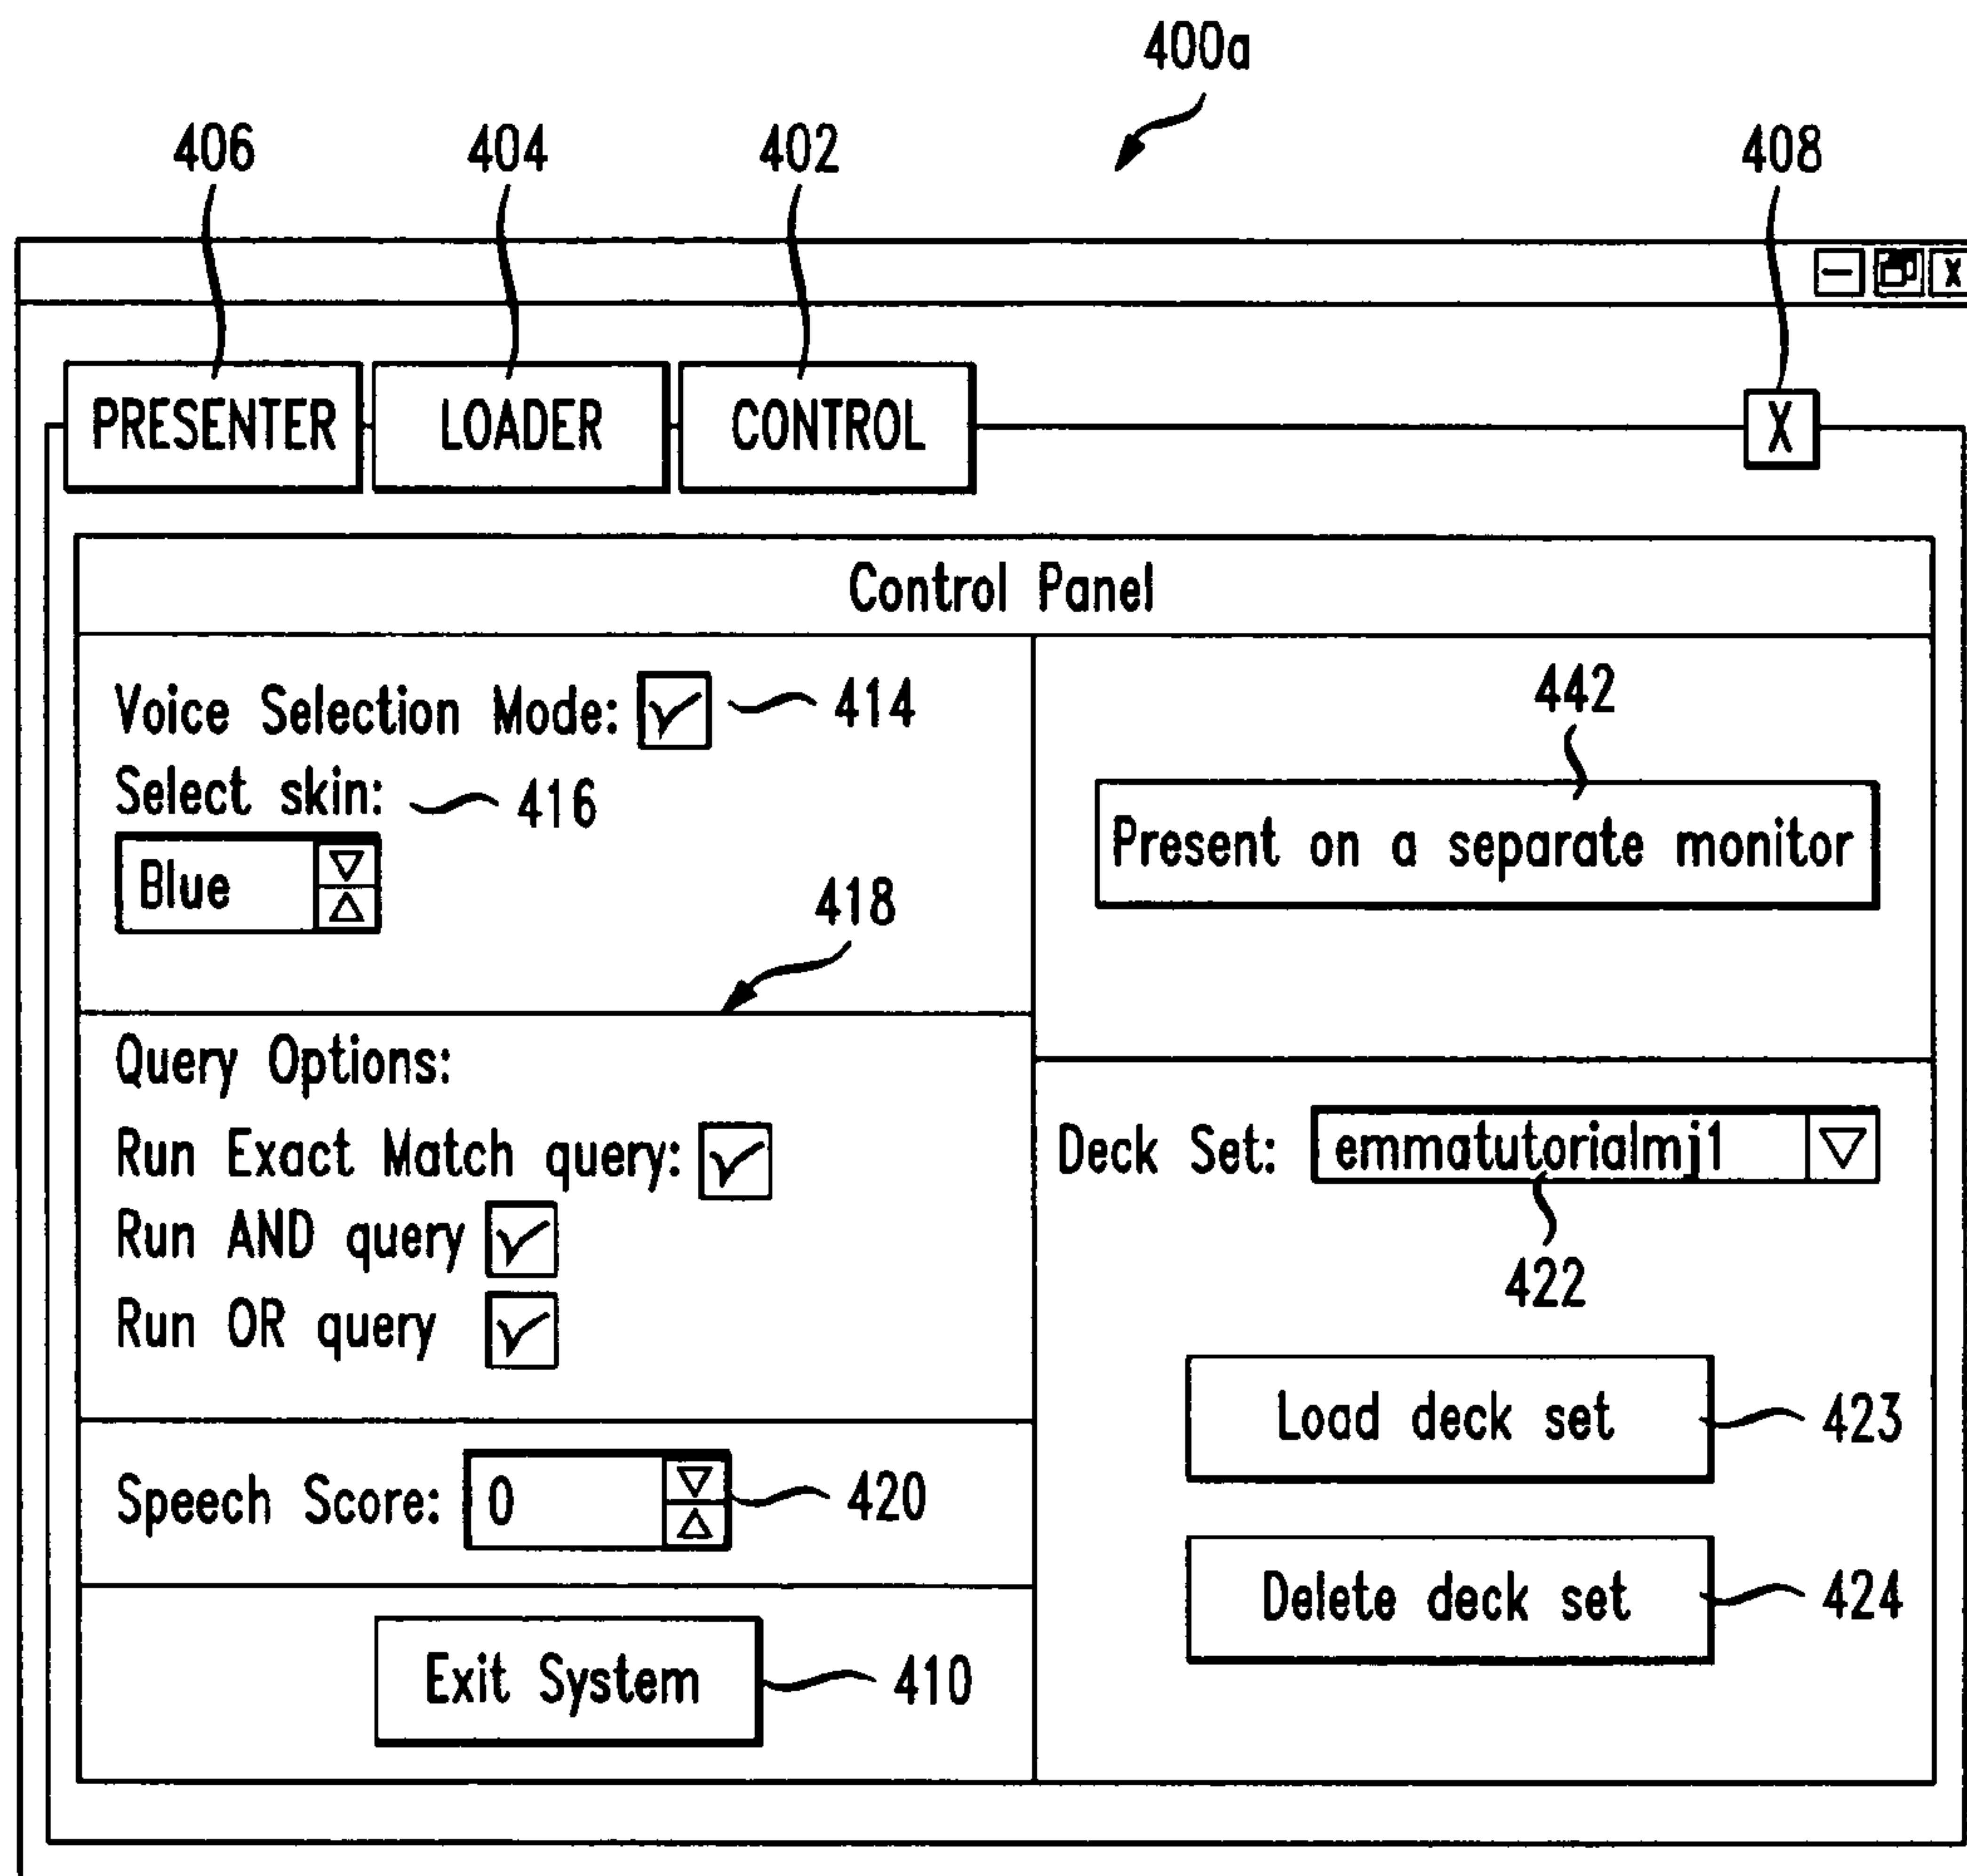 400a
406 404 402 408
X
PRESENTER LOADER CONTROL X
Control Panel
Voice Selection Mode: 414
Select skin: 416
Blue
418
442
Present on a separate monitor
Query Options:
Run Exact Match query:
Run AND query
Run OR query
Deck Set: emmatutorialmj1
422
Load deck set 423
Delete deck set 424
Speech Score: 0 420
Exit System 410